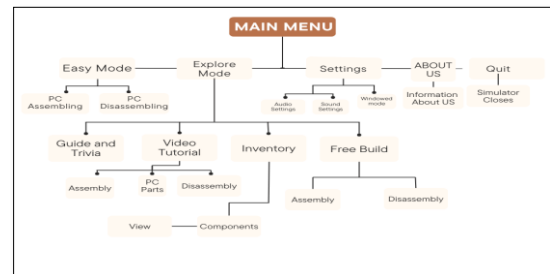 MAIN MENU
Easy Mode
Explore
Mode
Settings
ABOUT
US
Quit
PC
Assembling
PC
Disassembling
Audio
Settings
Sound
Settings
Windowed
mode
Information
About US
Simulator
Closes
Guide and
Trivia
Video
Tutorial
Inventory
Free Build
Assembly
PC
Parts
Disassembly
Assembly
Disassembly
View
Components